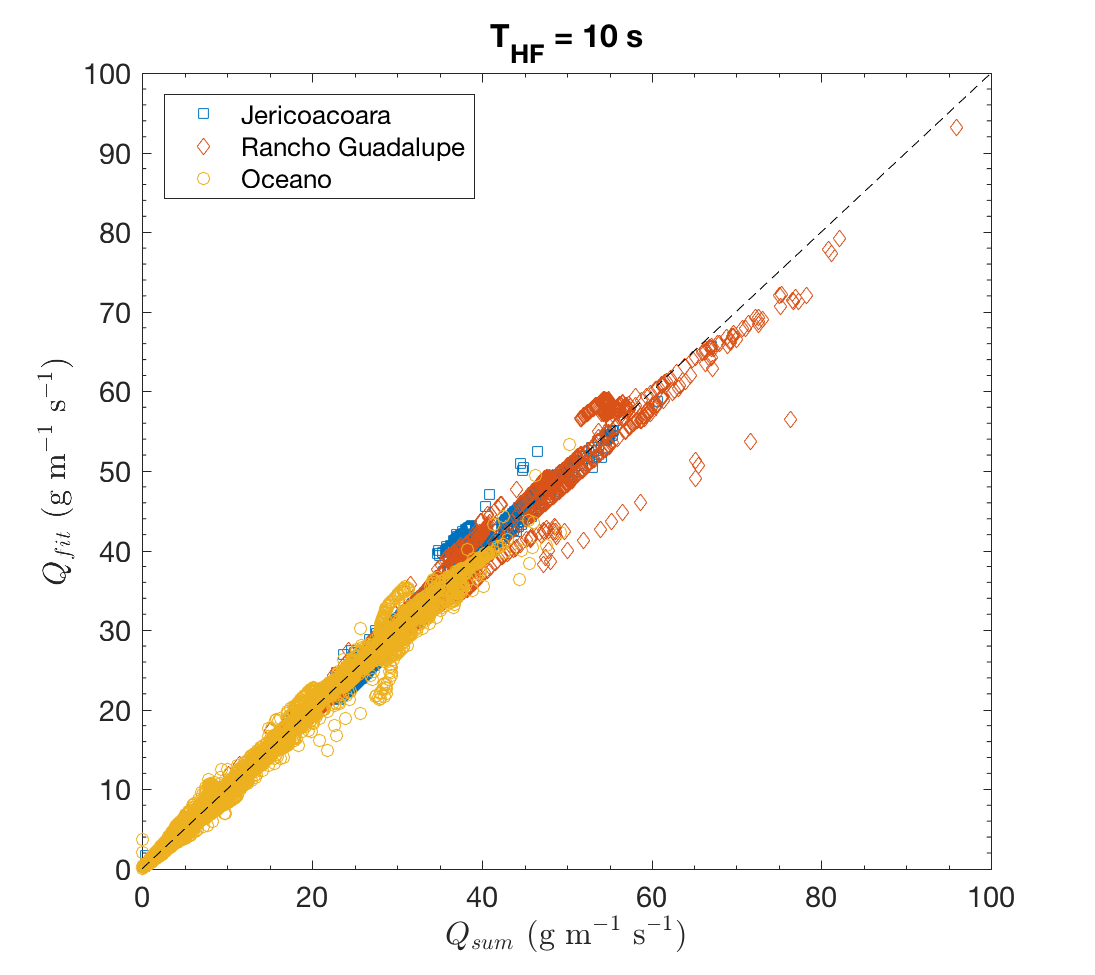 T_HF = 10 s
Jericoacoara
Rancho Guadalupe
Oceano
100
90
80
70
60
50
40
30
20
10
0
Q_fit (g m⁻¹ s⁻¹)
0 20 40 60 80 100
Q_sum (g m⁻¹ s⁻¹)